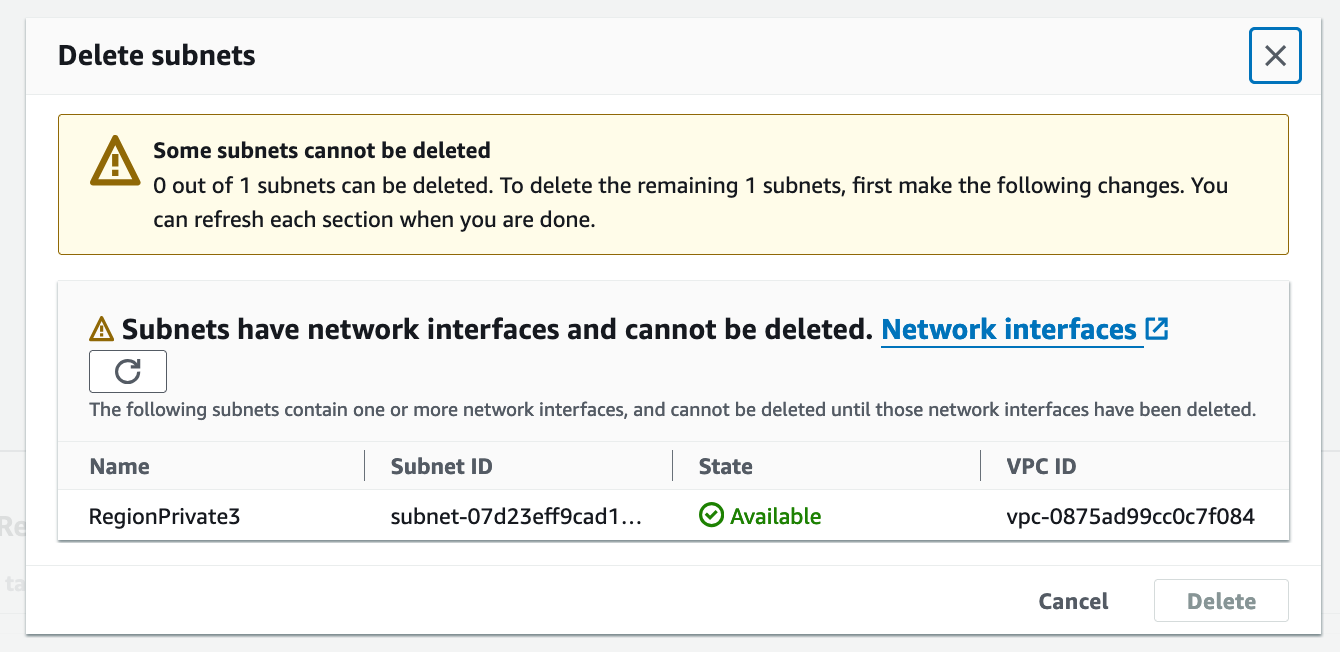 Delete subnets
Some subnets cannot be deleted
0 out of 1 subnets can be deleted. To delete the remaining 1 subnets, first make the following changes. You
can refresh each section when you are done.
Subnets have network interfaces and cannot be deleted. Network interfaces
The following subnets contain one or more network interfaces, and cannot be deleted until those network interfaces have been deleted.
Name Subnet ID State VPC ID
RegionPrivate3 subnet-07d23eff9cad1... Available vpc-0875ad99cc0c7f084
Re
ta
Cancel Delete